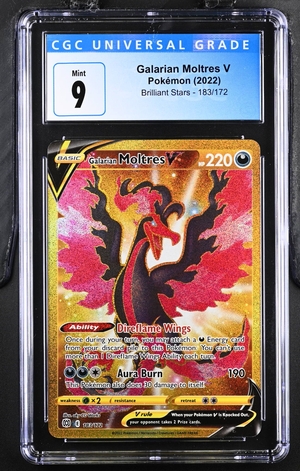 CGC UNIVERSAL GRADE
Mint
9
Galarian Moltres V
Pokémon (2022)
Brilliant Stars - 183/172
BASIC
Galarian Moltres V
HP 220
Ability Direflame Wings
Once during your turn, you may attach a Energy card
from your discard pile to this Pokémon. You can't use
more than 1 Direflame Wings Ability each turn.
Aura Burn 190
This Pokémon also does 30 damage to itself.
weakness ×2 resistance retreat
183/172
V rule
When your Pokémon V is Knocked Out,
your opponent takes 2 Prize cards.